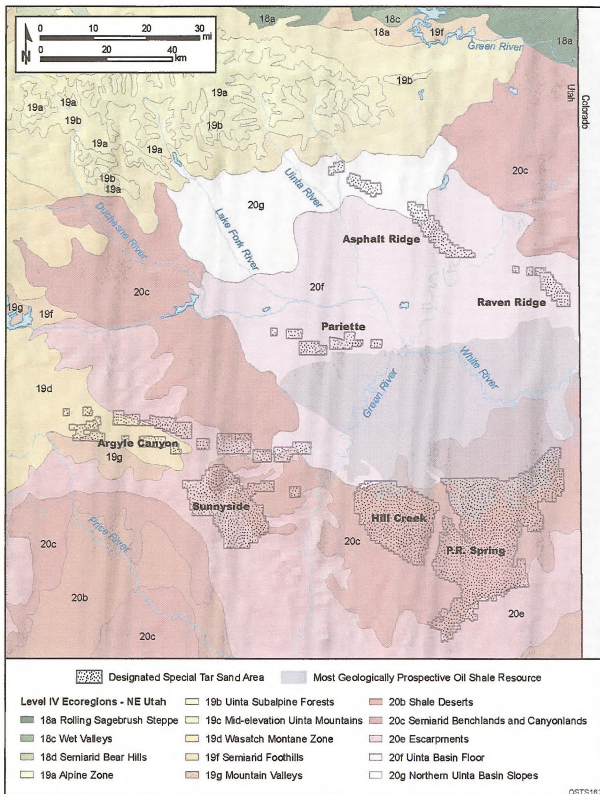 0 10 20 30
mi
0 20 40
km
N
18a
18c
18a
19f
Green River
18a
Utah
Colorado
19b
19a
19a
19a
19b
19b
19a
19a
19b
19a
20c
Uinta River
20g
Lake Fork River
Duchesne River
Asphalt Ridge
20c
20f
Raven Ridge
19g
19f
Pariette
White River
Green River
19d
Argyle Canyon
19g
Sunnyside
Hill Creek
20c
P.R. Spring
Price River
20c
20b
20c
20e
Designated Special Tar Sand Area
Most Geologically Prospective Oil Shale Resource
Level IV Ecoregions - NE Utah
18a Rolling Sagebrush Steppe
18c Wet Valleys
18d Semiarid Bear Hills
19a Alpine Zone
19b Uinta Subalpine Forests
19c Mid-elevation Uinta Mountains
19d Wasatch Montane Zone
19f Semiarid Foothills
19g Mountain Valleys
20b Shale Deserts
20c Semiarid Benchlands and Canyonlands
20e Escarpments
20f Uinta Basin Floor
20g Northern Uinta Basin Slopes